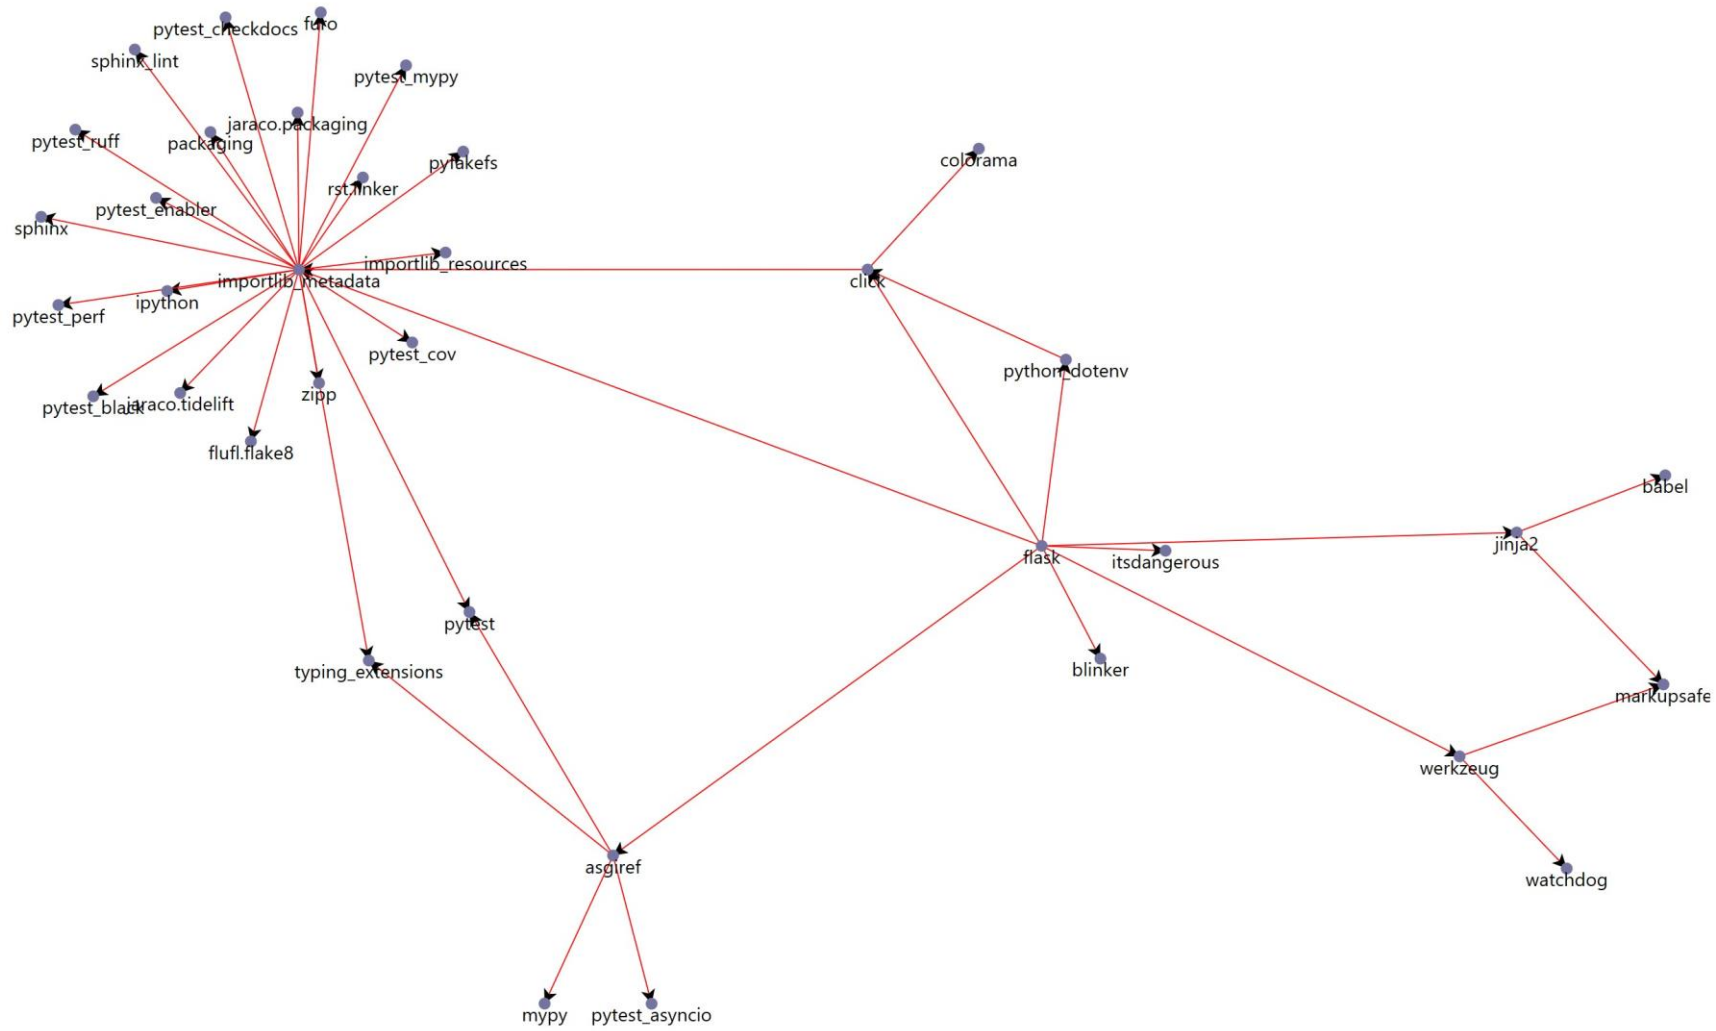 furo
pytest_checkdocs
sphinx_lint
pytest_mypy
jaraco.packaging
pytest_ruff
packaging
pyfakefs
colorama
rst.linker
pytest_enabler
sphinx
importlib_resources
importlib_metadata
click
ipython
pytest_perf
pytest_cov
python_dotenv
zipp
pytest_black
jaraco.tidelift
flufl.flake8
babel
jinja2
flask
itsdangerous
pytest
typing_extensions
blinker
markupsafe
werkzeug
asgiref
watchdog
mypy
pytest_asyncio